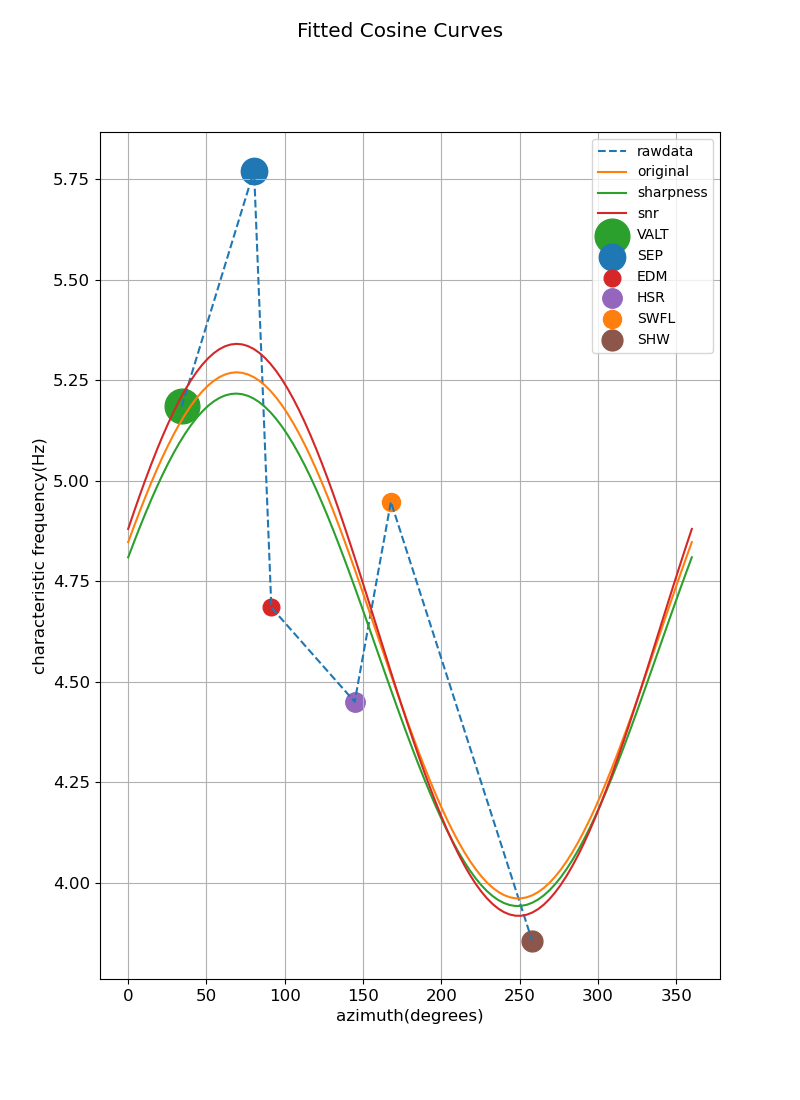 Fitted Cosine Curves
rawdata
original
sharpness
snr
VALT
SEP
EDM
HSR
SWFL
SHW
characteristic frequency(Hz)
5.75
5.50
5.25
5.00
4.75
4.50
4.25
4.00
0 50 100 150 200 250 300 350
azimuth(degrees)